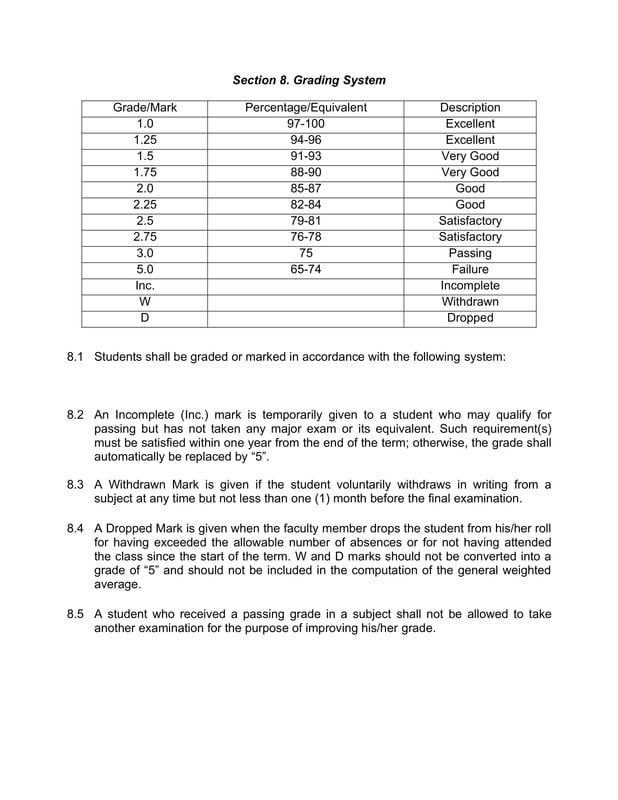 Section 8. Grading System
Grade/Mark Percentage/Equivalent Description
1.0 97-100 Excellent
1.25 94-96 Excellent
1.5 91-93 Very Good
1.75 88-90 Very Good
2.0 85-87 Good
2.25 82-84 Good
2.5 79-81 Satisfactory
2.75 76-78 Satisfactory
3.0 75 Passing
5.0 65-74 Failure
Inc. Incomplete
W Withdrawn
D Dropped
8.1 Students shall be graded or marked in accordance with the following system:
8.2 An Incomplete (Inc.) mark is temporarily given to a student who may qualify for
passing but has not taken any major exam or its equivalent. Such requirement(s)
must be satisfied within one year from the end of the term; otherwise, the grade shall
automatically be replaced by “5”.
8.3 A Withdrawn Mark is given if the student voluntarily withdraws in writing from a
subject at any time but not less than one (1) month before the final examination.
8.4 A Dropped Mark is given when the faculty member drops the student from his/her roll
for having exceeded the allowable number of absences or for not having attended
the class since the start of the term. W and D marks should not be converted into a
grade of “5” and should not be included in the computation of the general weighted
average.
8.5 A student who received a passing grade in a subject shall not be allowed to take
another examination for the purpose of improving his/her grade.